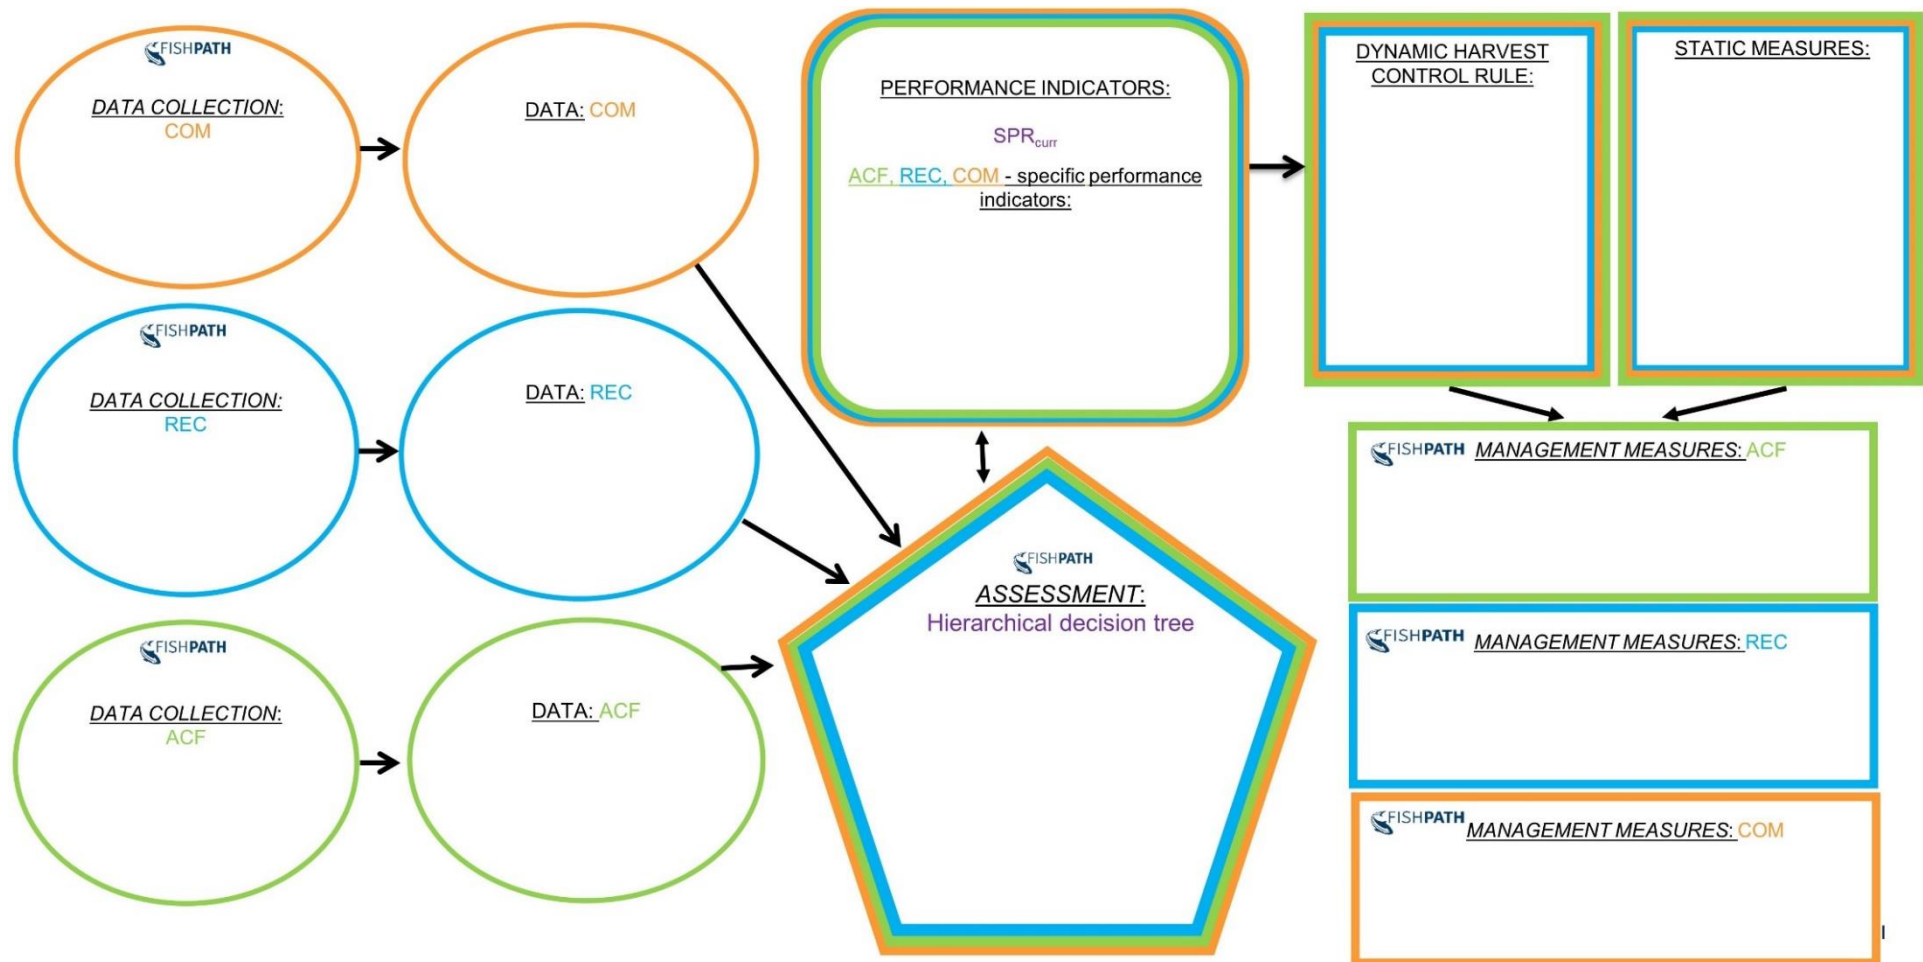 FISHPATH
DATA COLLECTION:
COM
DATA: COM
FISHPATH
DATA COLLECTION:
REC
DATA: REC
FISHPATH
DATA COLLECTION:
ACF
DATA: ACF
PERFORMANCE INDICATORS:
SPRcurr
ACF, REC, COM - specific performance
indicators:
FISHPATH
ASSESSMENT:
Hierarchical decision tree
DYNAMIC HARVEST
CONTROL RULE:
STATIC MEASURES:
FISHPATH MANAGEMENT MEASURES: ACF
FISHPATH MANAGEMENT MEASURES: REC
FISHPATH MANAGEMENT MEASURES: COM